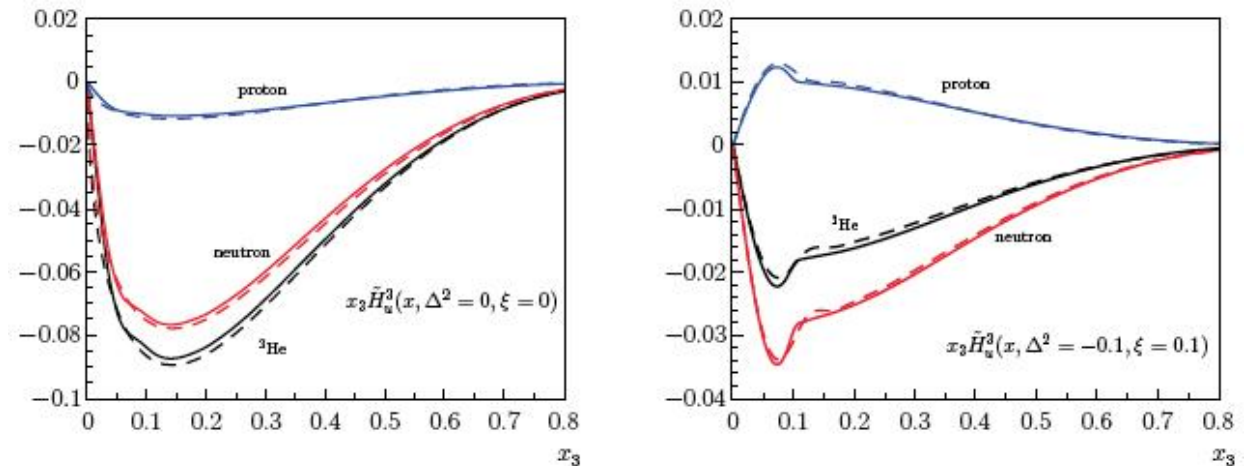 0.02
0
−0.02
−0.04
−0.06
−0.08
−0.1
proton
neutron
³He
x₃H̃³ᵤ(x, Δ² = 0, ξ = 0)
0 0.1 0.2 0.3 0.4 0.5 0.6 0.7 0.8
x₃
0.02
0.01
0
−0.01
−0.02
−0.03
−0.04
proton
³He
neutron
x₃H̃³ᵤ(x, Δ² = −0.1, ξ = 0.1)
0 0.1 0.2 0.3 0.4 0.5 0.6 0.7 0.8
x₃